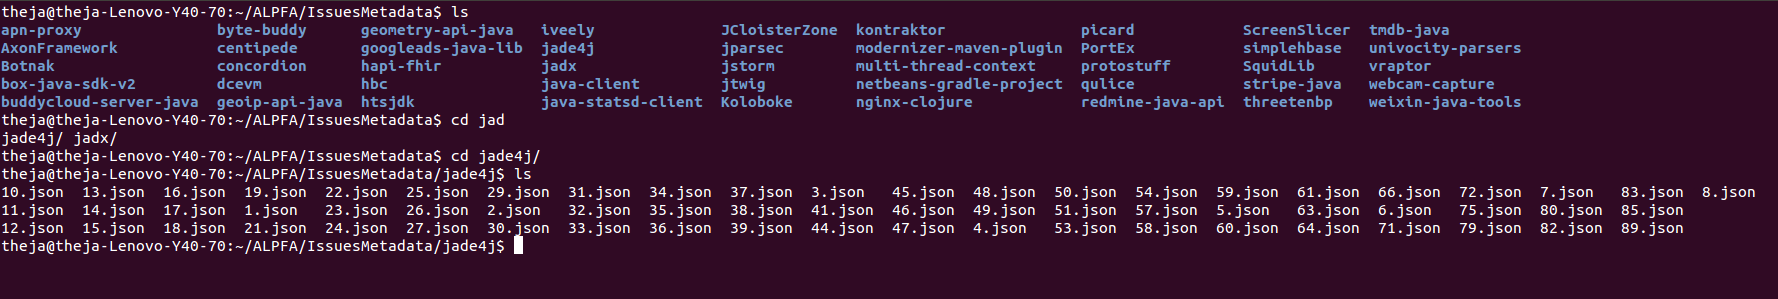 theja@theja-Lenovo-Y40-70:~/ALPFA/IssuesMetadata$ ls
apn-proxy byte-buddy geometry-api-java iveely JCloisterZone kontraktor picard ScreenSlicer tmdb-java
AxonFramework centipede googleads-java-lib jade4j jparsec modernizer-maven-plugin PortEx simplehbase univocity-parsers
Botnak concordion hapi-fhir jadx jstorm multi-thread-context protostuff SquidLib vraptor
box-java-sdk-v2 dcevm hbc java-client jtwig netbeans-gradle-project qulice stripe-java webcam-capture
buddycloud-server-java geoip-api-java htsjdk java-statsd-client Koloboke nginx-clojure redmine-java-api threetenbp weixin-java-tools
theja@theja-Lenovo-Y40-70:~/ALPFA/IssuesMetadata$ cd jad
jade4j/ jadx/
theja@theja-Lenovo-Y40-70:~/ALPFA/IssuesMetadata$ cd jade4j/
theja@theja-Lenovo-Y40-70:~/ALPFA/IssuesMetadata/jade4j$ ls
10.json 13.json 16.json 19.json 22.json 25.json 29.json 31.json 34.json 37.json 3.json 45.json 48.json 50.json 54.json 59.json 61.json 66.json 72.json 7.json 83.json 8.json
11.json 14.json 17.json 1.json 23.json 26.json 2.json 32.json 35.json 38.json 41.json 46.json 49.json 51.json 57.json 5.json 63.json 6.json 75.json 80.json 85.json
12.json 15.json 18.json 21.json 24.json 27.json 30.json 33.json 36.json 39.json 44.json 47.json 4.json 53.json 58.json 60.json 64.json 71.json 79.json 82.json 89.json
theja@theja-Lenovo-Y40-70:~/ALPFA/IssuesMetadata/jade4j$